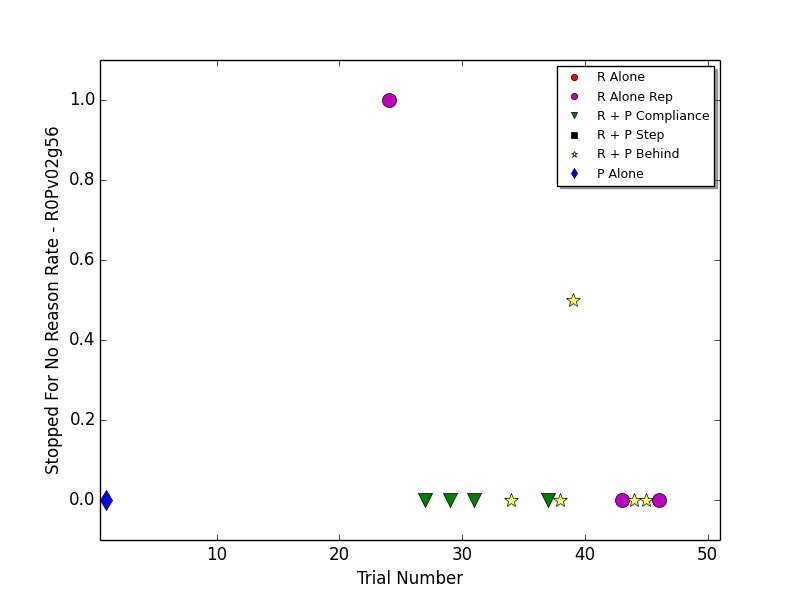 Stopped For No Reason Rate - R0Pv02g56
1.0
0.8
0.6
0.4
0.2
0.0
R Alone
R Alone Rep
R + P Compliance
R + P Step
R + P Behind
P Alone
10 20 30 40 50
Trial Number